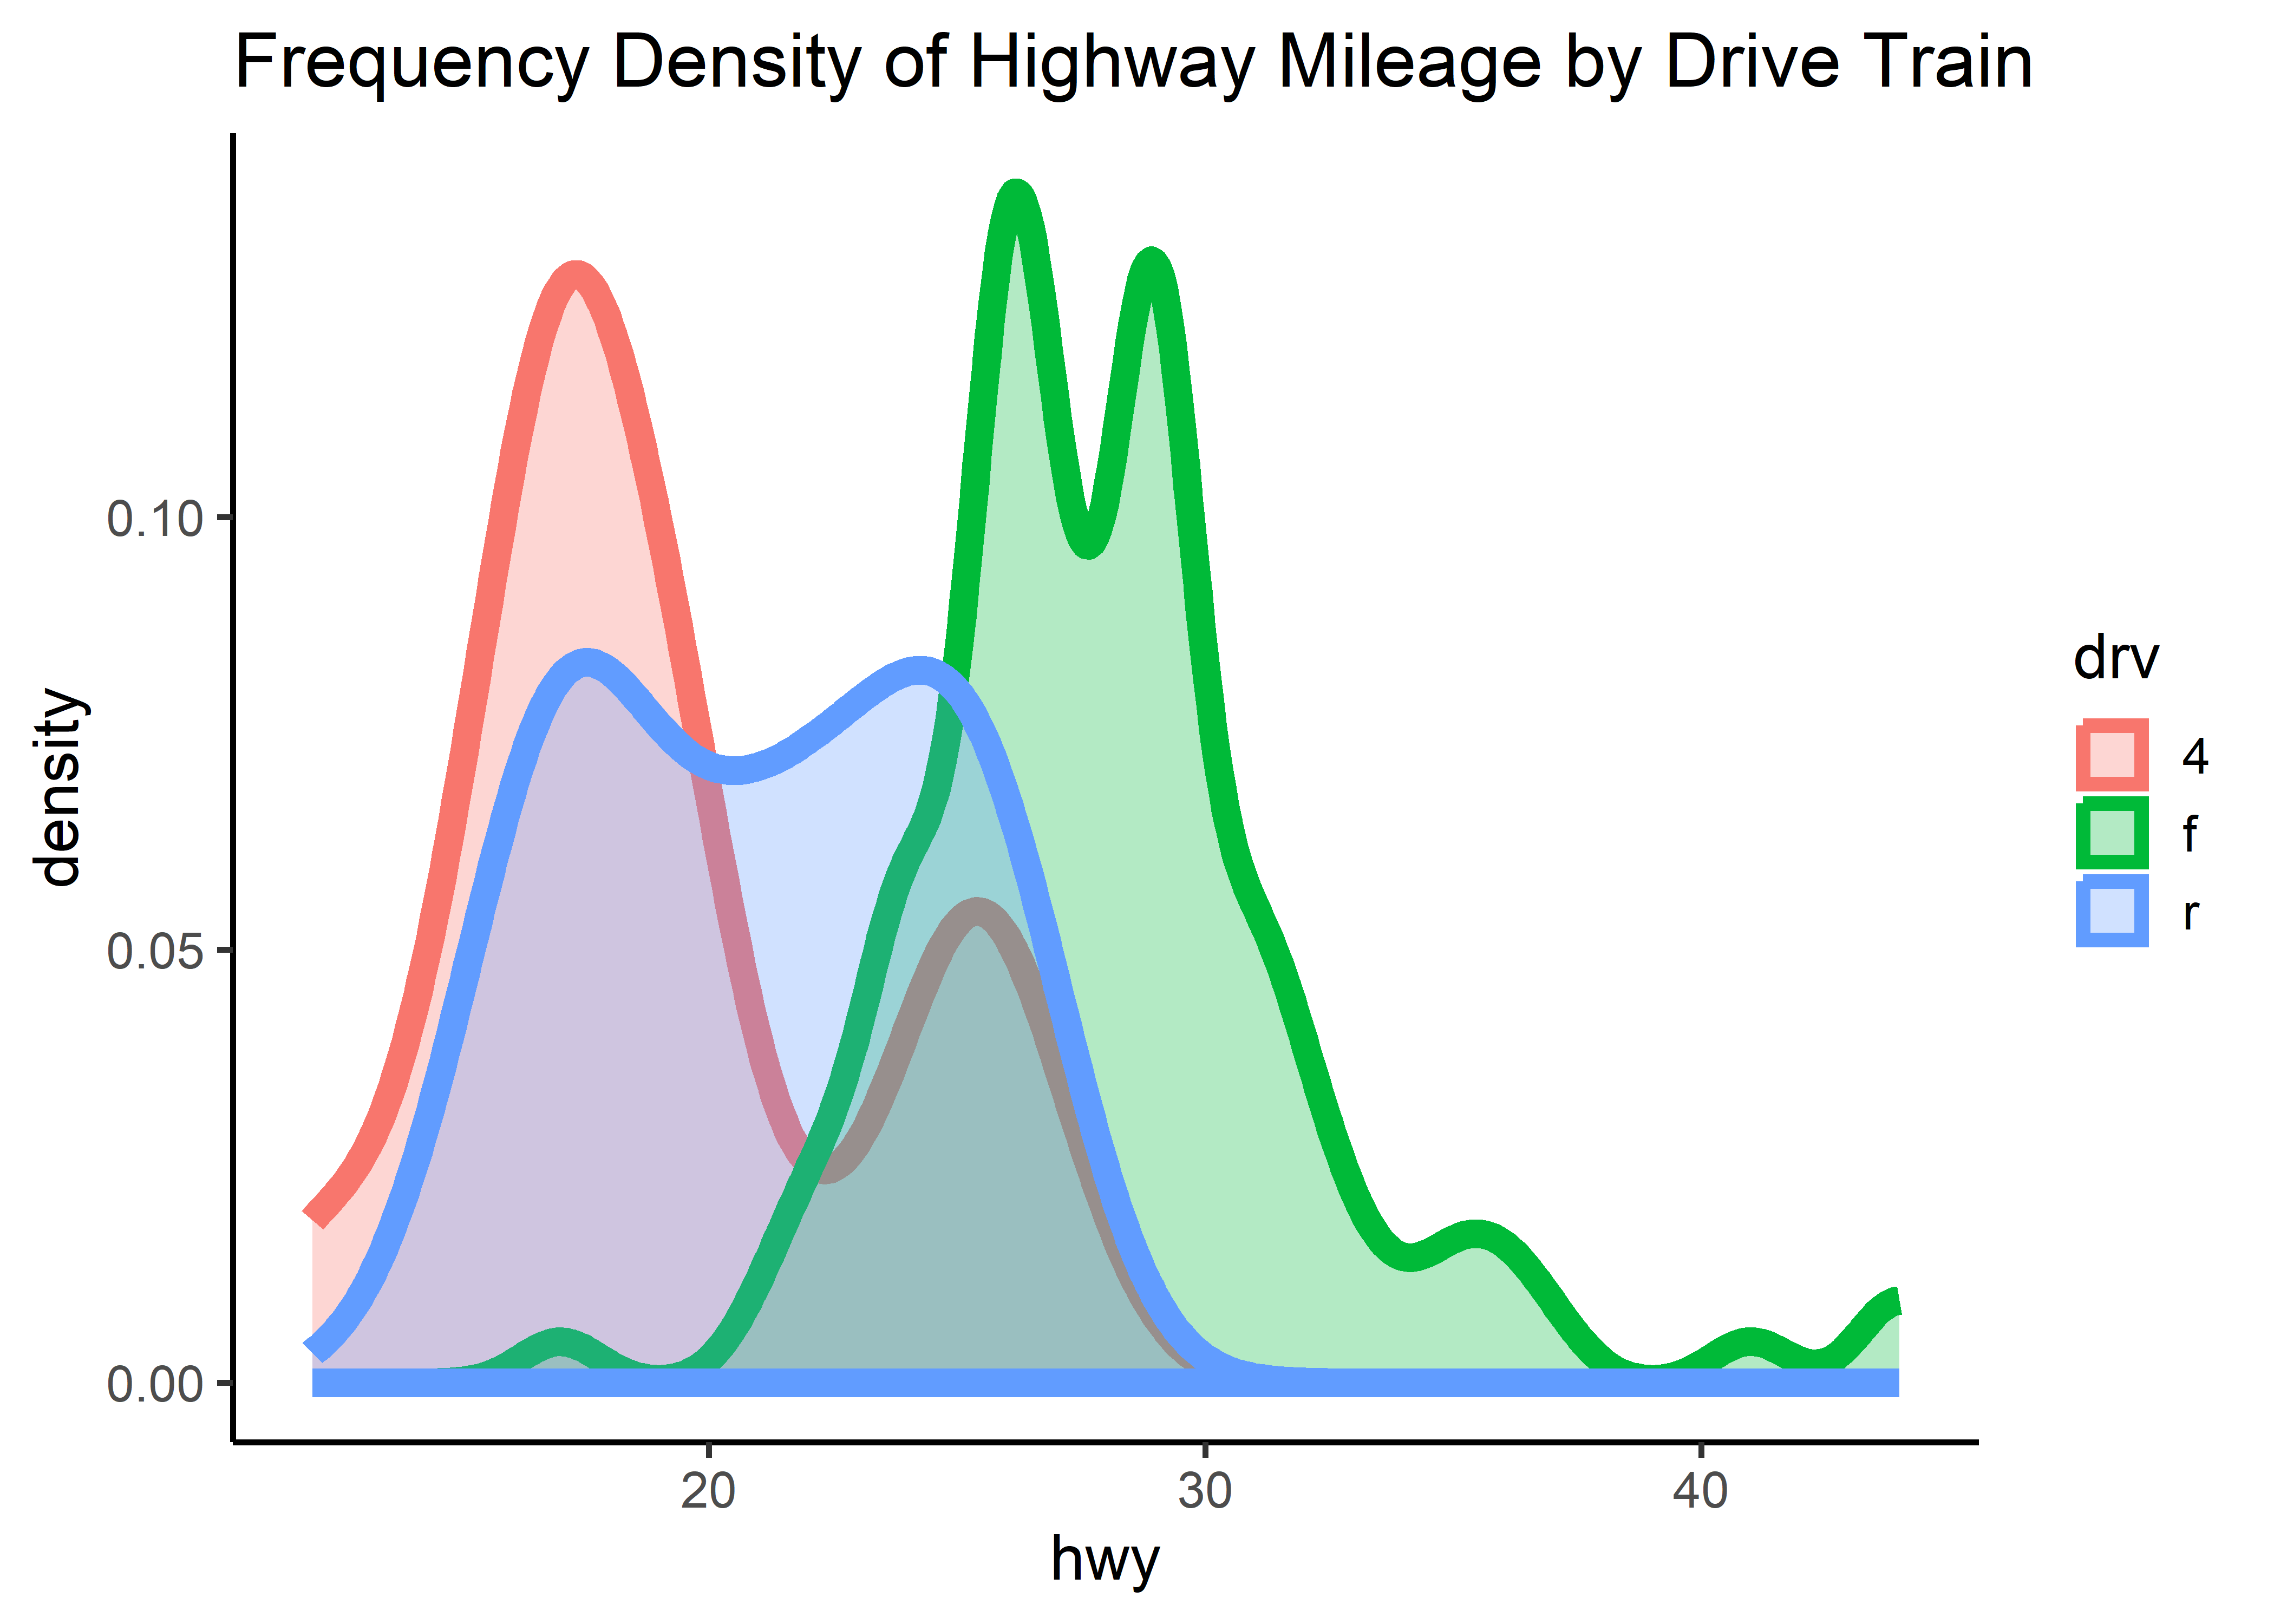 Frequency Density of Highway Mileage by Drive Train
density
0.10
0.05
0.00
20 30 40
hwy
drv
4
f
r